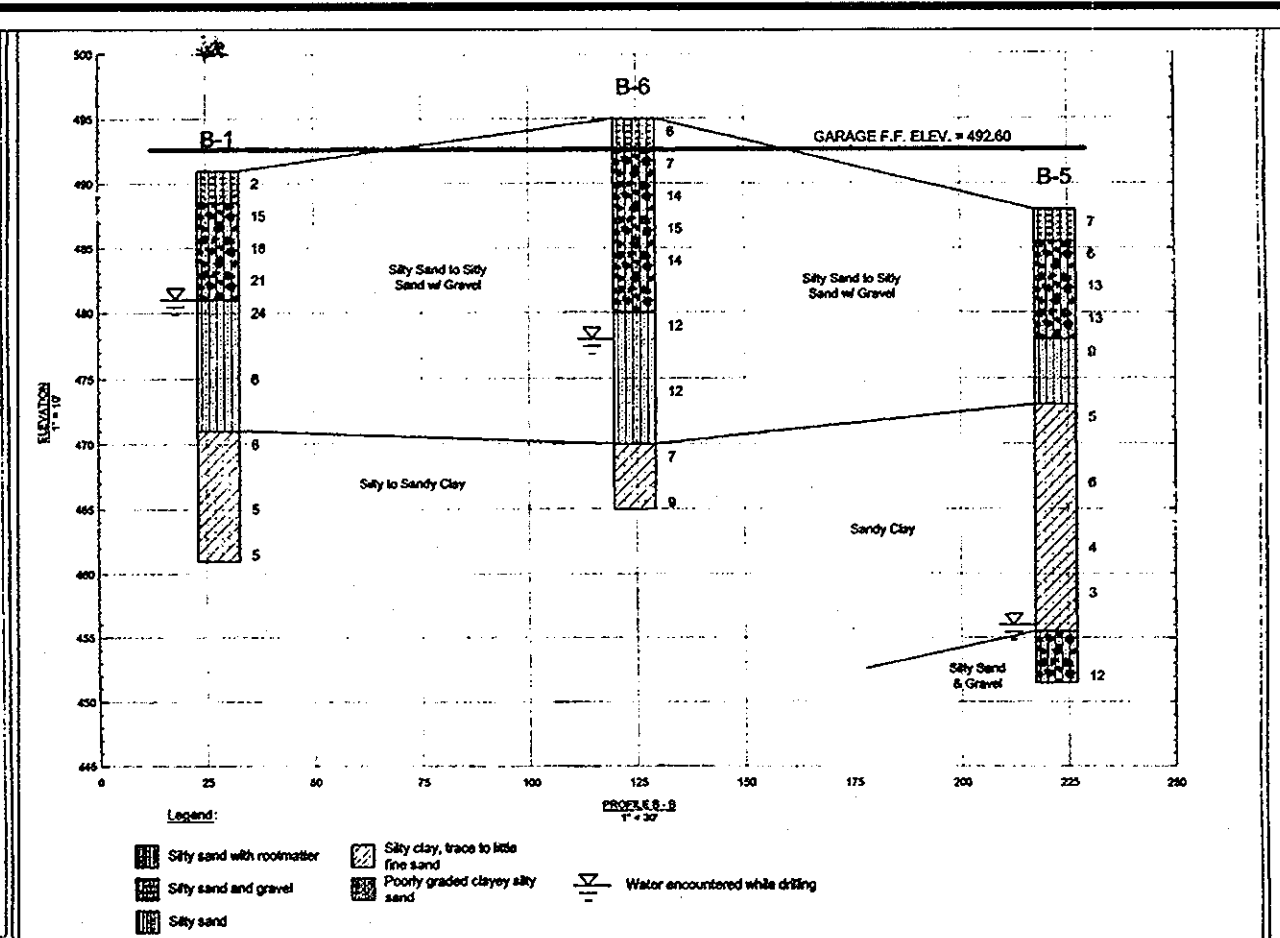 500
495
490
485
480
475
470
465
460
455
450
445
ELEVATION
1" = 10'
B-1
B-6
B-5
GARAGE F.F. ELEV. = 492.60
2
15
18
21
24
6
6
5
5
6
7
14
15
14
12
12
7
9
7
6
13
13
9
5
6
4
3
12
Silty Sand to Silty
Sand w/ Gravel
Silty Sand to Silty
Sand w/ Gravel
Silty to Sandy Clay
Sandy Clay
Silty Sand
& Gravel
0
25
50
75
100
125
150
175
200
225
250
PROFILE B - B
1" = 30'
Legend:
Silty sand with rootmatter
Silty sand and gravel
Silty sand
Silty clay, trace to little
fine sand
Poorly graded clayey silty
sand
Water encountered while drilling